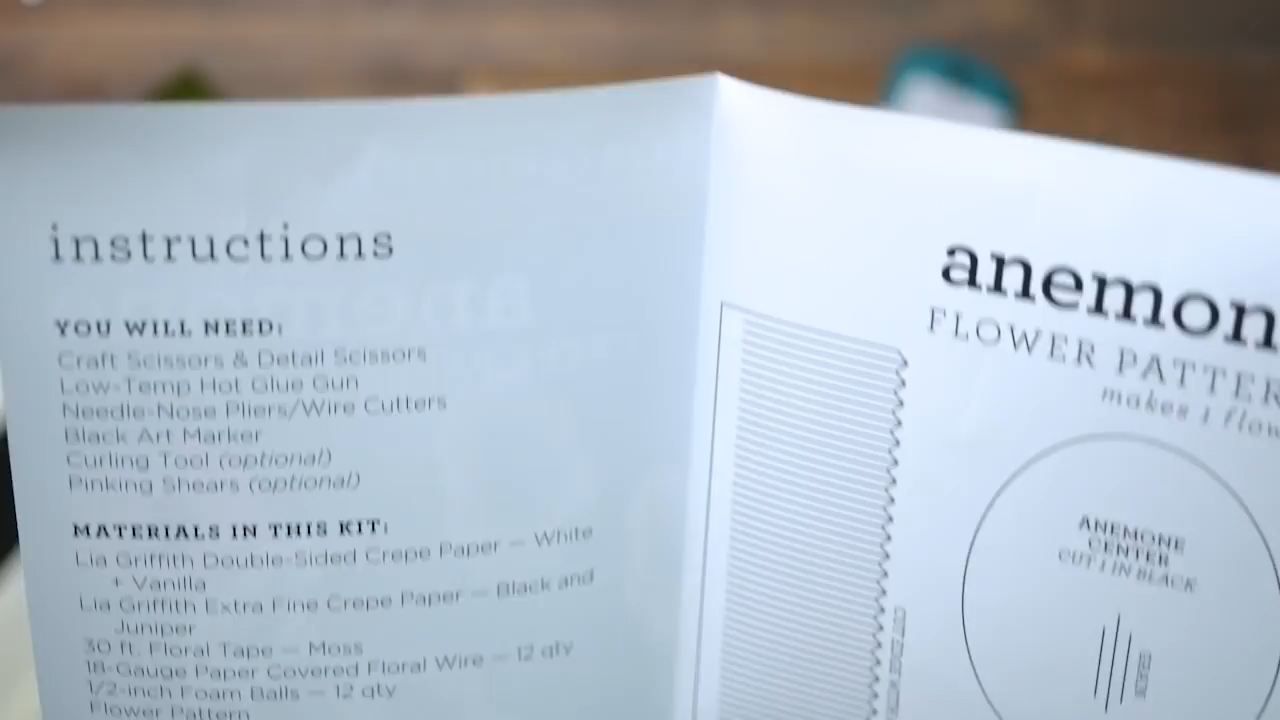 instructions
YOU WILL NEED:
Craft Scissors & Detail Scissors
Low-Temp Hot Glue Gun
Needle-Nose Pliers/Wire Cutters
Black Art Marker
Curling Tool (optional)
Pinking Shears (optional)
MATERIALS IN THIS KIT:
Lia Griffith Double-Sided Crepe Paper — White
+ Vanilla
Lia Griffith Extra Fine Crepe Paper — Black and
Juniper
30 ft. Floral Tape — Moss
18-Gauge Paper Covered Floral Wire — 12 qty
1/2-inch Foam Balls — 12 qty
Flower Pattern
anemon
FLOWER PATTER
makes 1 flow
ANEMONE
CENTER
CUT 1 IN BLACK